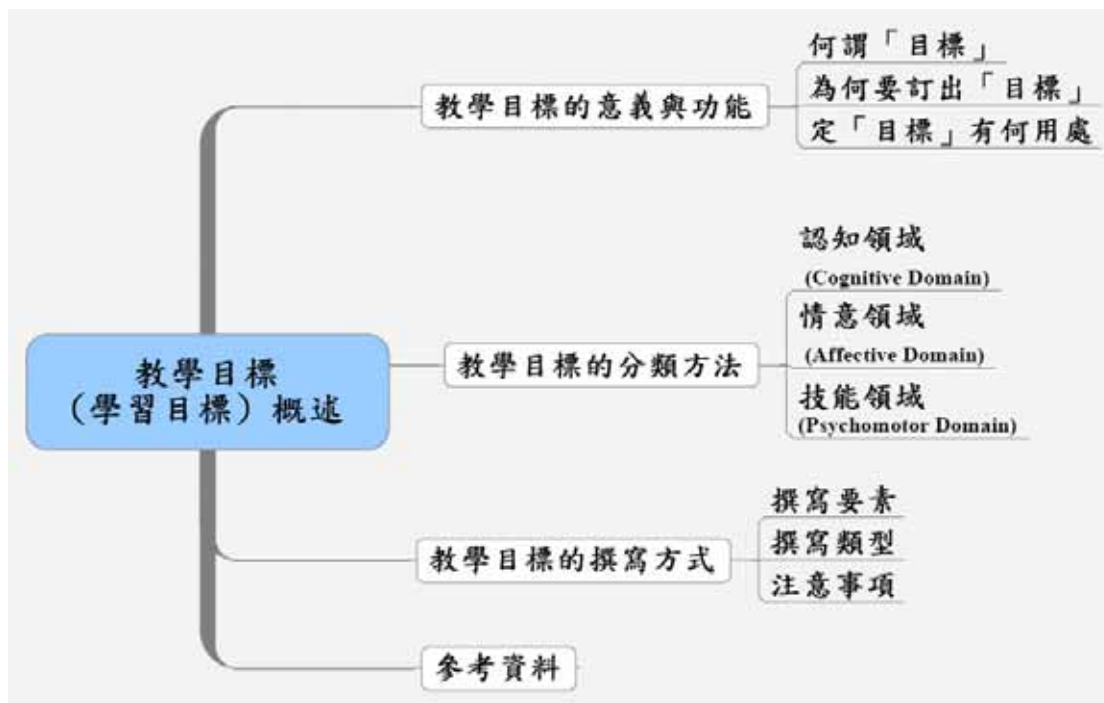 教學目標
（學習目標）概述
教學目標的意義與功能
何謂「目標」
為何要訂出「目標」
定「目標」有何用處
教學目標的分類方法
認知領域
(Cognitive Domain)
情意領域
(Affective Domain)
技能領域
(Psychomotor Domain)
教學目標的撰寫方式
撰寫要素
撰寫類型
注意事項
參考資料